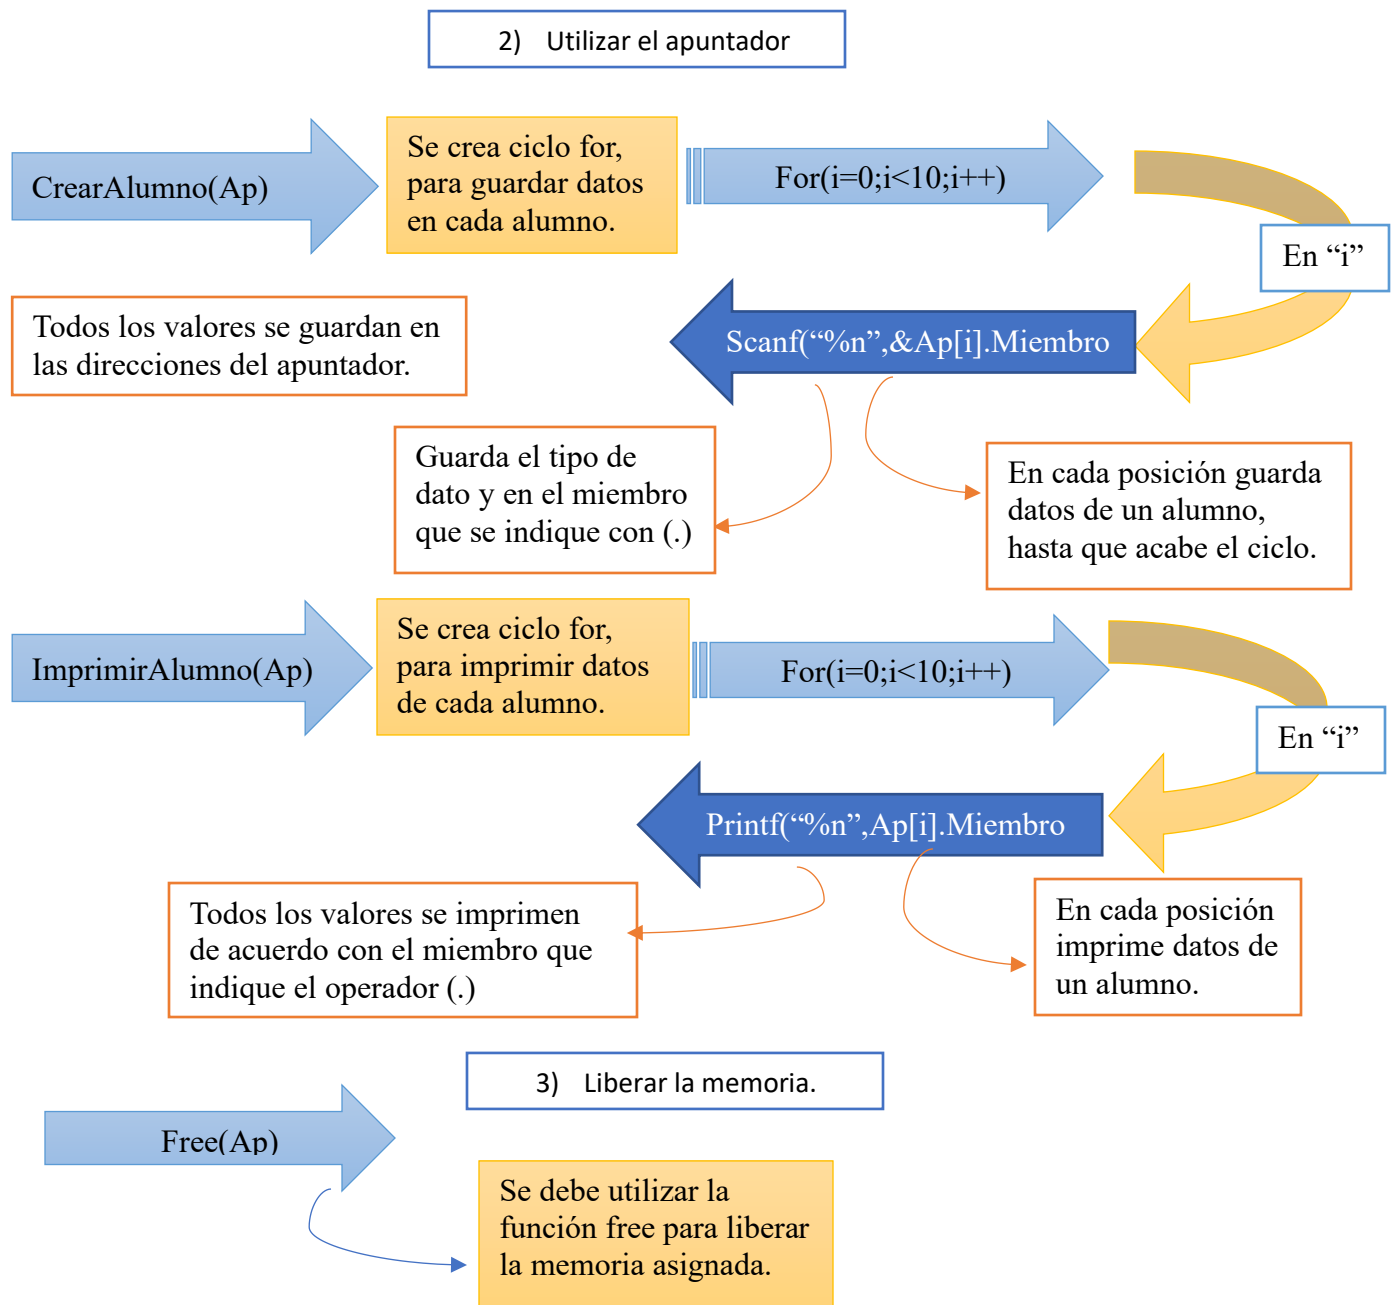 2) Utilizar el apuntador
CrearAlumno(Ap)
Se crea ciclo for,
para guardar datos
en cada alumno.
For(i=0;i<10;i++)
En “i”
Scanf(“%n”,&Ap[i].Miembro
Todos los valores se guardan en
las direcciones del apuntador.
Guarda el tipo de
dato y en el miembro
que se indique con (.)
En cada posición guarda
datos de un alumno,
hasta que acabe el ciclo.
ImprimirAlumno(Ap)
Se crea ciclo for,
para imprimir datos
de cada alumno.
For(i=0;i<10;i++)
En “i”
Printf(“%n”,Ap[i].Miembro
Todos los valores se imprimen
de acuerdo con el miembro que
indique el operador (.)
En cada posición
imprime datos de
un alumno.
3) Liberar la memoria.
Free(Ap)
Se debe utilizar la
función free para liberar
la memoria asignada.